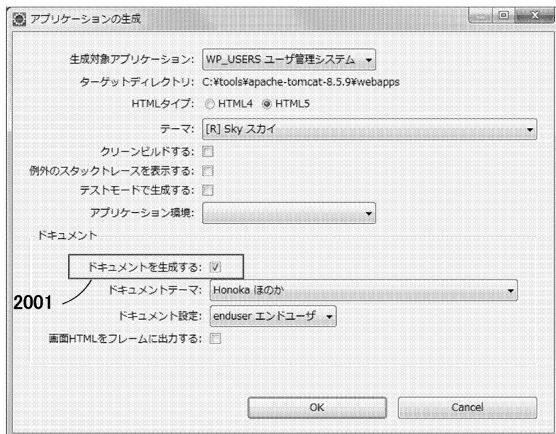 アプリケーションの生成
生成対象アプリケーション: WP_USERS ユーザ管理システム
ターゲットディレクトリ: C:¥tools¥apache-tomcat-8.5.9¥webapps
HTMLタイプ: HTML4 HTML5
テーマ: [R] Sky スカイ
クリーンビルドする:
例外のスタックトレースを表示する:
テストモードで生成する:
アプリケーション環境:
ドキュメント
ドキュメントを生成する:
2001
ドキュメントテーマ: Honoka ほのか
ドキュメント設定: enduser エンドユーザ
画面HTMLをフレームに出力する:
OK Cancel